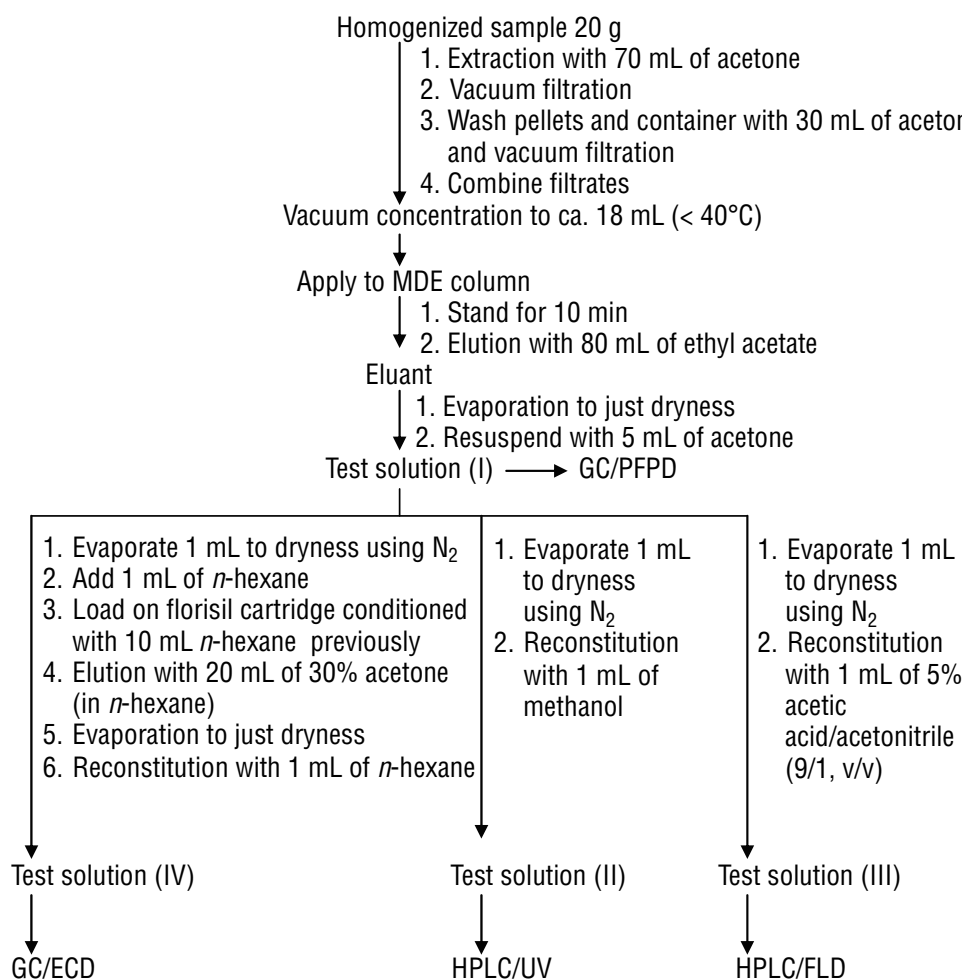 Homogenized sample 20 g
1. Extraction with 70 mL of acetone
2. Vacuum filtration
3. Wash pellets and container with 30 mL of aceton
and vacuum filtration
4. Combine filtrates
Vacuum concentration to ca. 18 mL (< 40°C)
Apply to MDE column
1. Stand for 10 min
2. Elution with 80 mL of ethyl acetate
Eluant
1. Evaporation to just dryness
2. Resuspend with 5 mL of acetone
Test solution (I) GC/PFPD
1. Evaporate 1 mL to dryness using N₂
2. Add 1 mL of n-hexane
3. Load on florisil cartridge conditioned
with 10 mL n-hexane previously
4. Elution with 20 mL of 30% acetone
(in n-hexane)
5. Evaporation to just dryness
6. Reconstitution with 1 mL of n-hexane
1. Evaporate 1 mL
to dryness
using N₂
2. Reconstitution
with 1 mL of
methanol
1. Evaporate 1 mL
to dryness
using N₂
2. Reconstitution
with 1 mL of 5%
acetic
acid/acetonitrile
(9/1, v/v)
Test solution (IV)
Test solution (II)
Test solution (III)
GC/ECD
HPLC/UV
HPLC/FLD